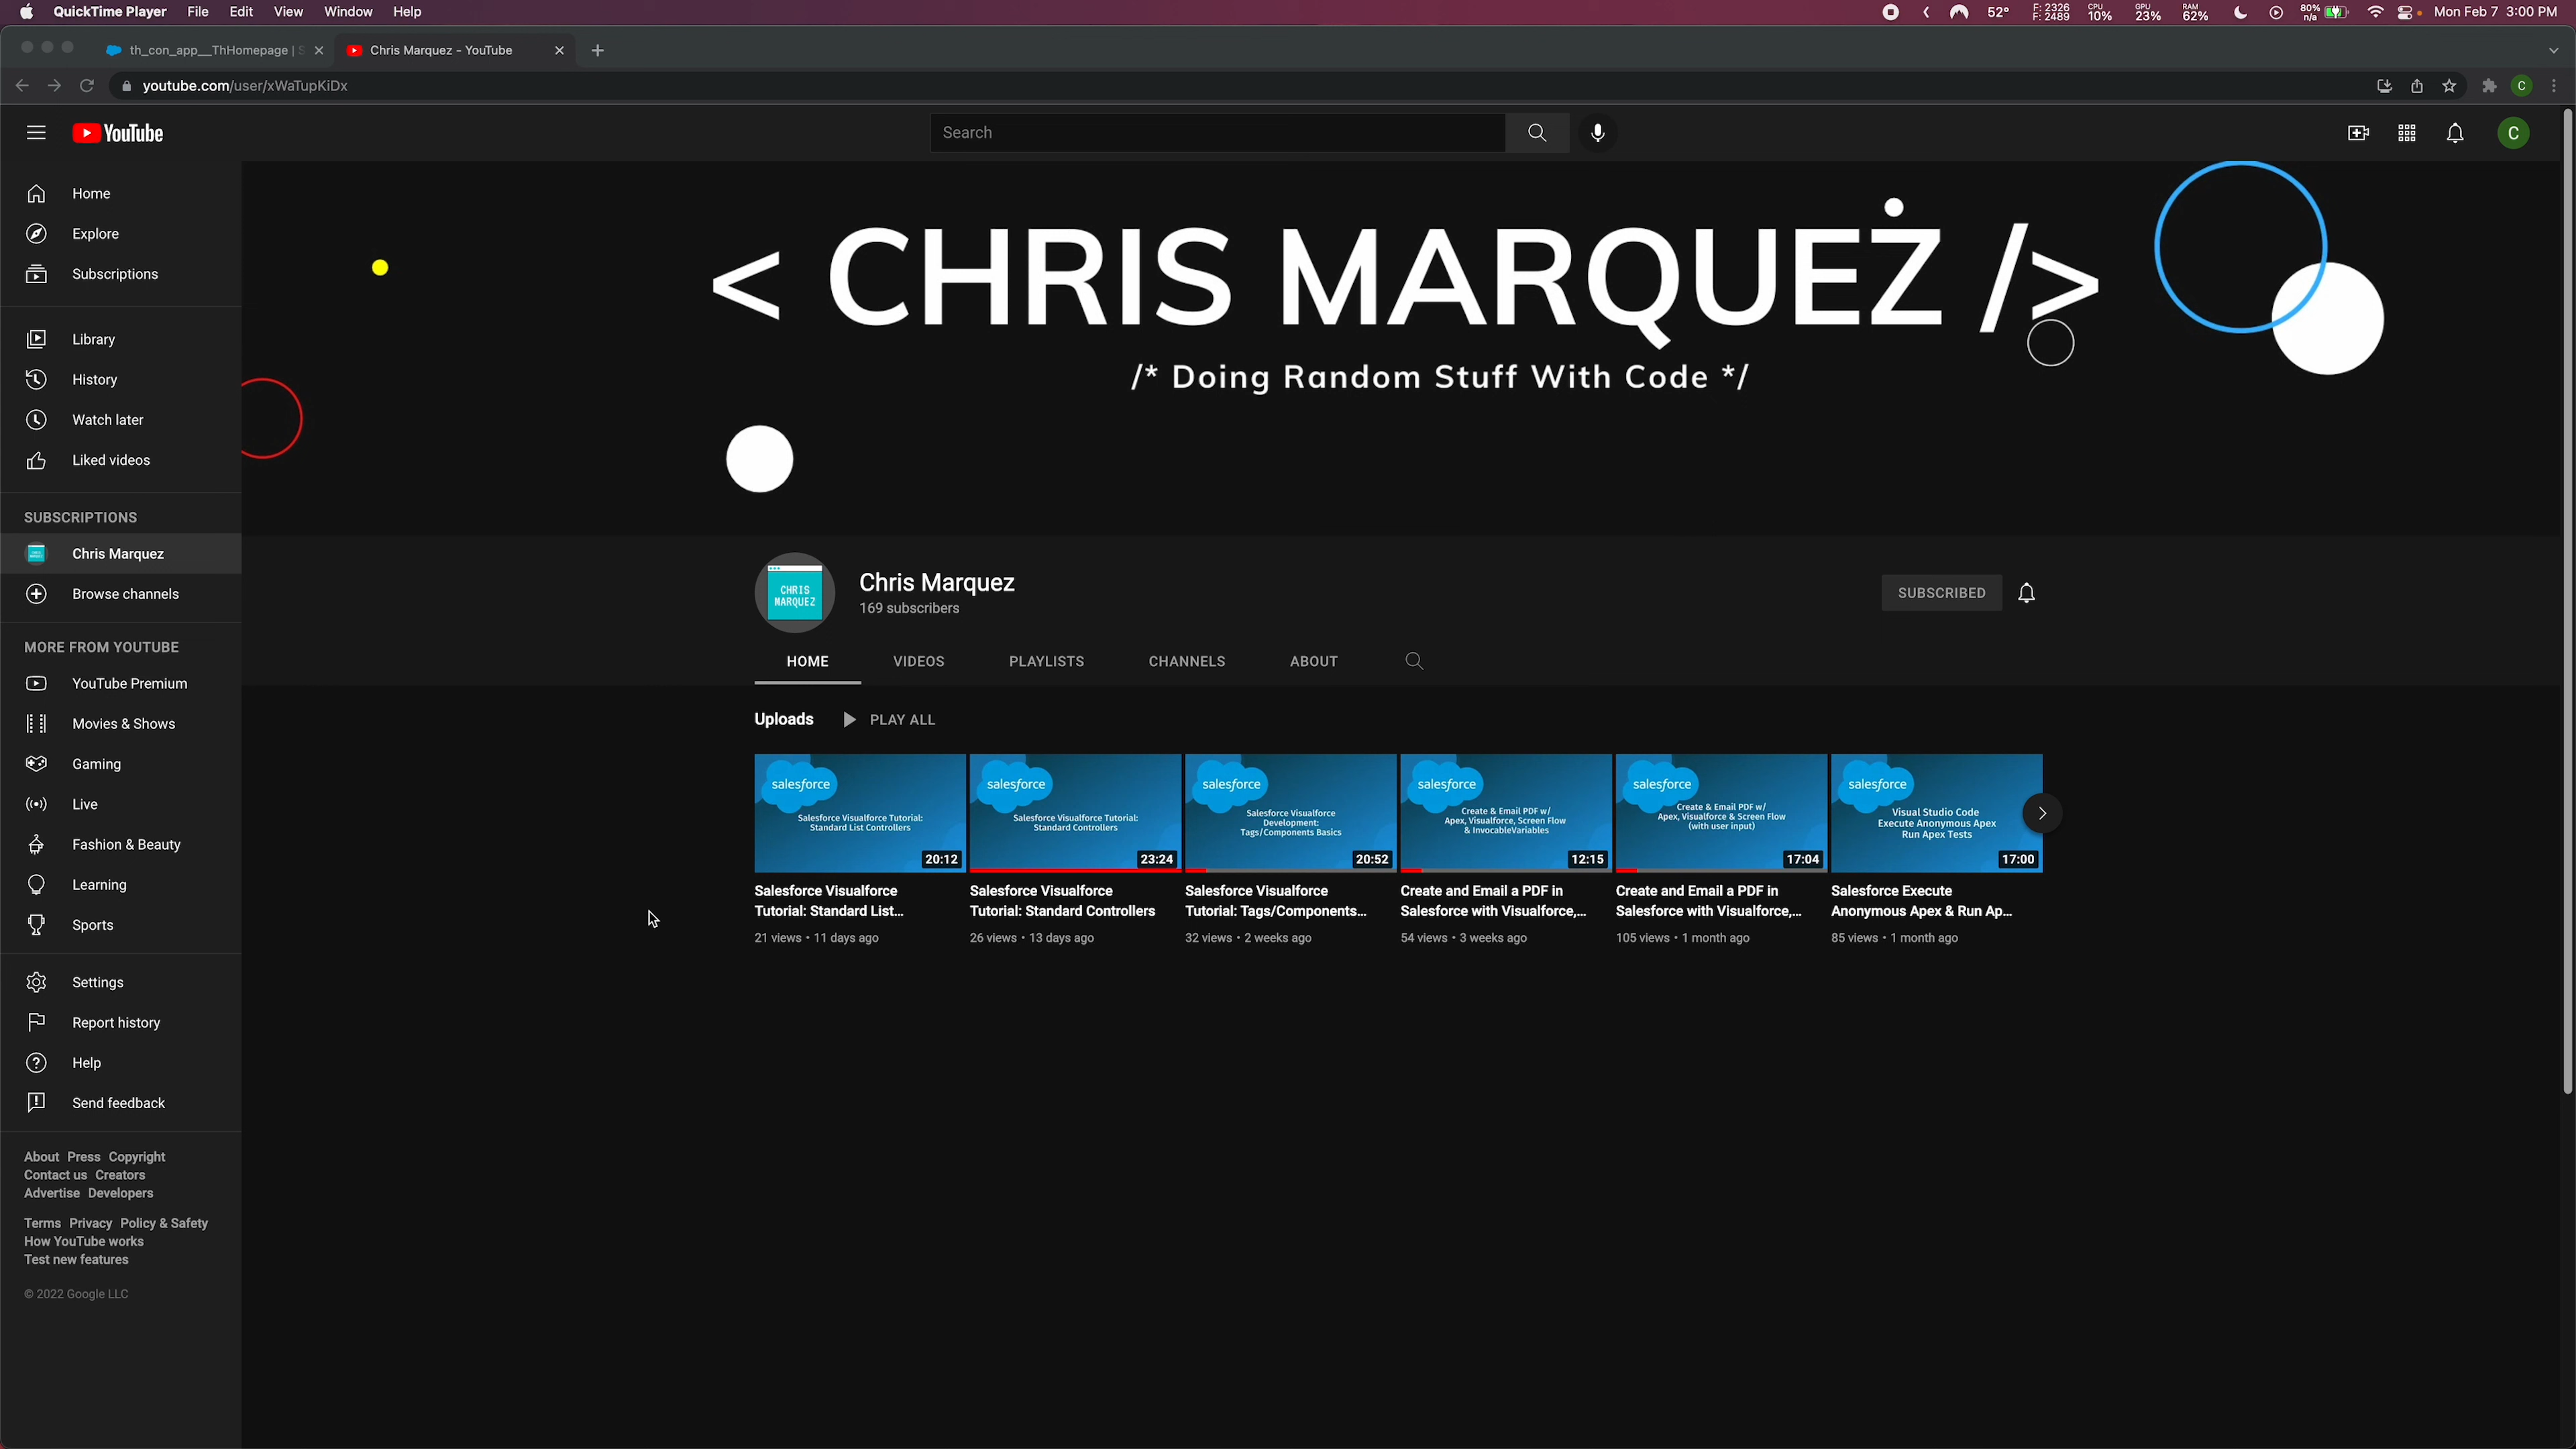 QuickTime Player File Edit View Window Help
52° F: 2326 F: 2489 CPU 10% GPU 23% RAM 62% 80% n/a Mon Feb 7 3:00 PM
th_con_app__ThHomepage | S
Chris Marquez - YouTube
youtube.com/user/xWaTupKiDx
C
YouTube
Search
C
Home
Explore
Subscriptions
Library
History
Watch later
Liked videos
SUBSCRIPTIONS
Chris Marquez
Browse channels
MORE FROM YOUTUBE
YouTube Premium
Movies & Shows
Gaming
Live
Fashion & Beauty
Learning
Sports
Settings
Report history
Help
Send feedback
About Press Copyright
Contact us Creators
Advertise Developers
Terms Privacy Policy & Safety
How YouTube works
Test new features
© 2022 Google LLC
< CHRIS MARQUEZ />
/* Doing Random Stuff With Code */
CHRIS
MARQUEZ
Chris Marquez
169 subscribers
SUBSCRIBED
HOME VIDEOS PLAYLISTS CHANNELS ABOUT
Uploads PLAY ALL
salesforce
Salesforce Visualforce Tutorial:
Standard List Controllers
20:12
Salesforce Visualforce
Tutorial: Standard List...
21 views • 11 days ago
salesforce
Salesforce Visualforce Tutorial:
Standard Controllers
23:24
Salesforce Visualforce
Tutorial: Standard Controllers
26 views • 13 days ago
salesforce
Salesforce Visualforce
Development:
Tags/Components Basics
20:52
Salesforce Visualforce
Tutorial: Tags/Components...
32 views • 2 weeks ago
salesforce
Create & Email PDF w/
Apex, Visualforce, Screen Flow
& InvocableVariables
12:15
Create and Email a PDF in
Salesforce with Visualforce,...
54 views • 3 weeks ago
salesforce
Create & Email PDF w/
Apex, Visualforce & Screen Flow
(with user input)
17:04
Create and Email a PDF in
Salesforce with Visualforce,...
105 views • 1 month ago
salesforce
Visual Studio Code
Execute Anonymous Apex
Run Apex Tests
17:00
Salesforce Execute
Anonymous Apex & Run Ap...
85 views • 1 month ago